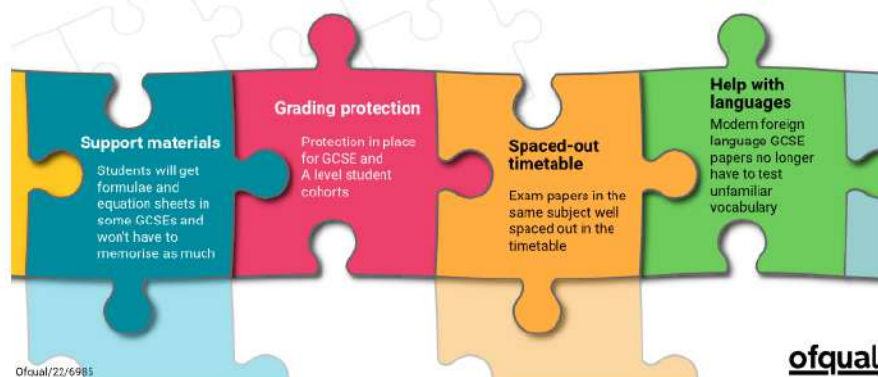 Support materials
Students will get
formulae and
equation sheets in
some GCSEs and
won't have to
memorise as much
Grading protection
Protection in place
for GCSE and
A level student
cohorts
Spaced-out
timetable
Exam papers in the
same subject well
spaced out in the
timetable
Help with
languages
Modern foreign
language GCSE
papers no longer
have to test
unfamiliar
vocabulary
Ofqual/22/6985
ofqual